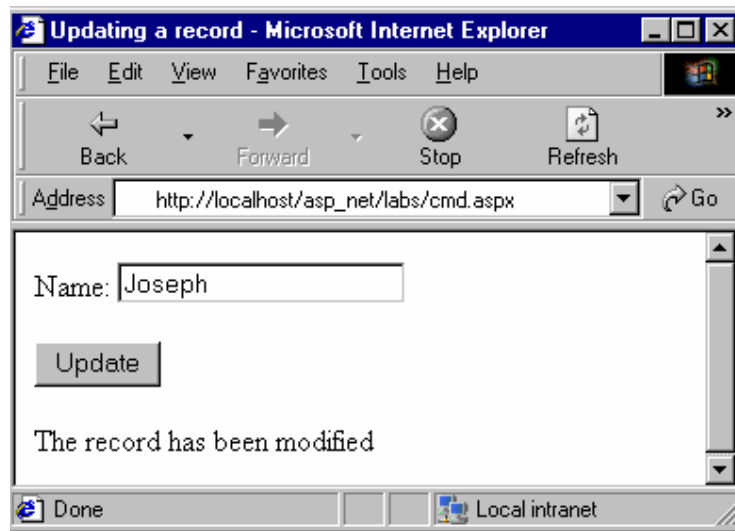 Updating a record - Microsoft Internet Explorer
File Edit View Favorites Tools Help
»
Back Forward Stop Refresh
Address http://localhost/asp_net/labs/cmd.aspx Go
Name: Joseph
Update
The record has been modified
Done Local intranet